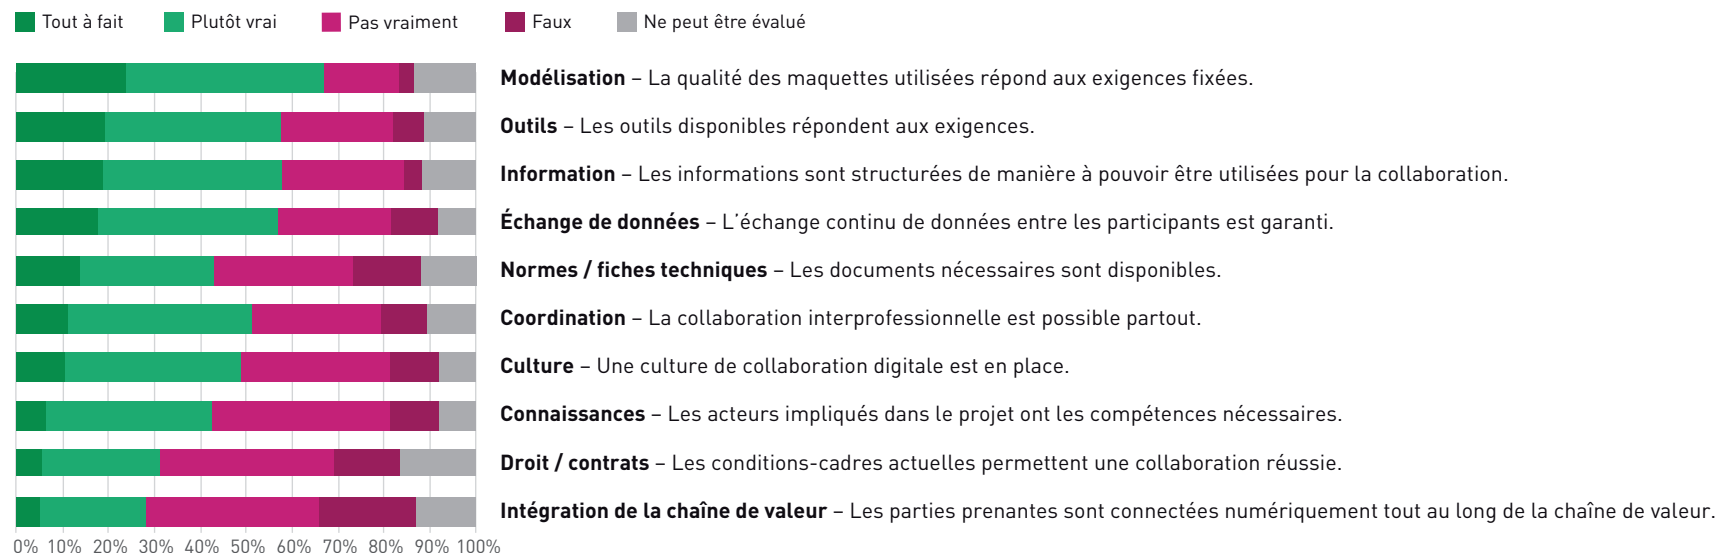 Tout à fait Plutôt vrai Pas vraiment Faux Ne peut être évalué
Modélisation – La qualité des maquettes utilisées répond aux exigences fixées.
Outils – Les outils disponibles répondent aux exigences.
Information – Les informations sont structurées de manière à pouvoir être utilisées pour la collaboration.
Échange de données – L’échange continu de données entre les participants est garanti.
Normes / fiches techniques – Les documents nécessaires sont disponibles.
Coordination – La collaboration interprofessionnelle est possible partout.
Culture – Une culture de collaboration digitale est en place.
Connaissances – Les acteurs impliqués dans le projet ont les compétences nécessaires.
Droit / contrats – Les conditions-cadres actuelles permettent une collaboration réussie.
Intégration de la chaîne de valeur – Les parties prenantes sont connectées numériquement tout au long de la chaîne de valeur.
0% 10% 20% 30% 40% 50% 60% 70% 80% 90% 100%